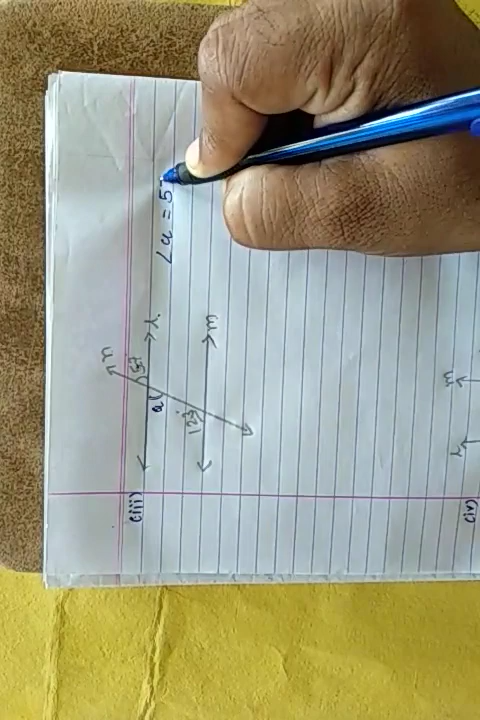 (iii)
n
57
l
a
123
m
∠a = 57
(iv)
l
m